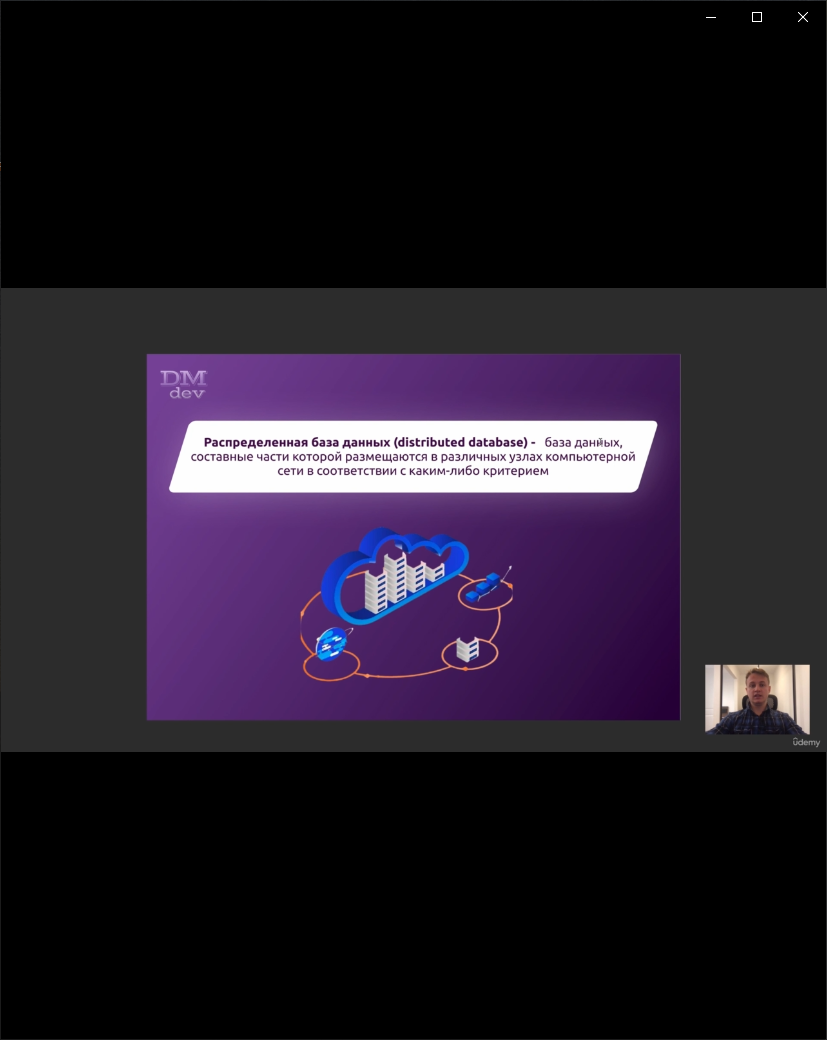 DM
dev
Распределенная база данных (distributed database) - база данных,
составные части которой размещаются в различных узлах компьютерной
сети в соответствии с каким-либо критерием
ûdemy